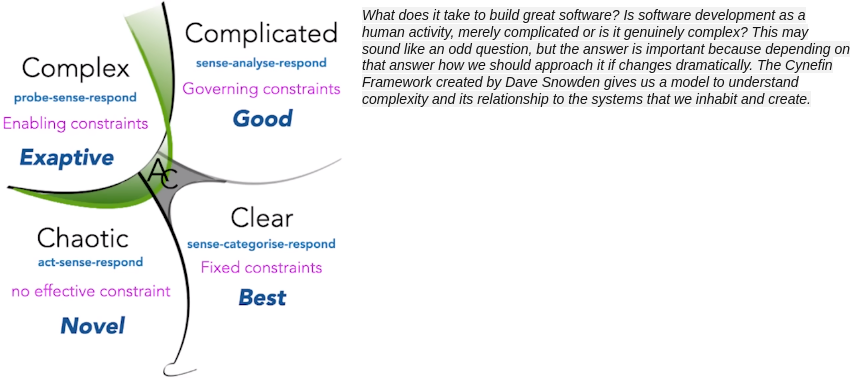 Complicated
sense-analyse-respond
Governing constraints
Good
Complex
probe-sense-respond
Enabling constraints
Exaptive
A
C
Chaotic
act-sense-respond
no effective constraint
Novel
Clear
sense-categorise-respond
Fixed constraints
Best
What does it take to build great software? Is software development as a
human activity, merely complicated or is it genuinely complex? This may
sound like an odd question, but the answer is important because depending on
that answer how we should approach it if changes dramatically. The Cynefin
Framework created by Dave Snowden gives us a model to understand
complexity and its relationship to the systems that we inhabit and create.